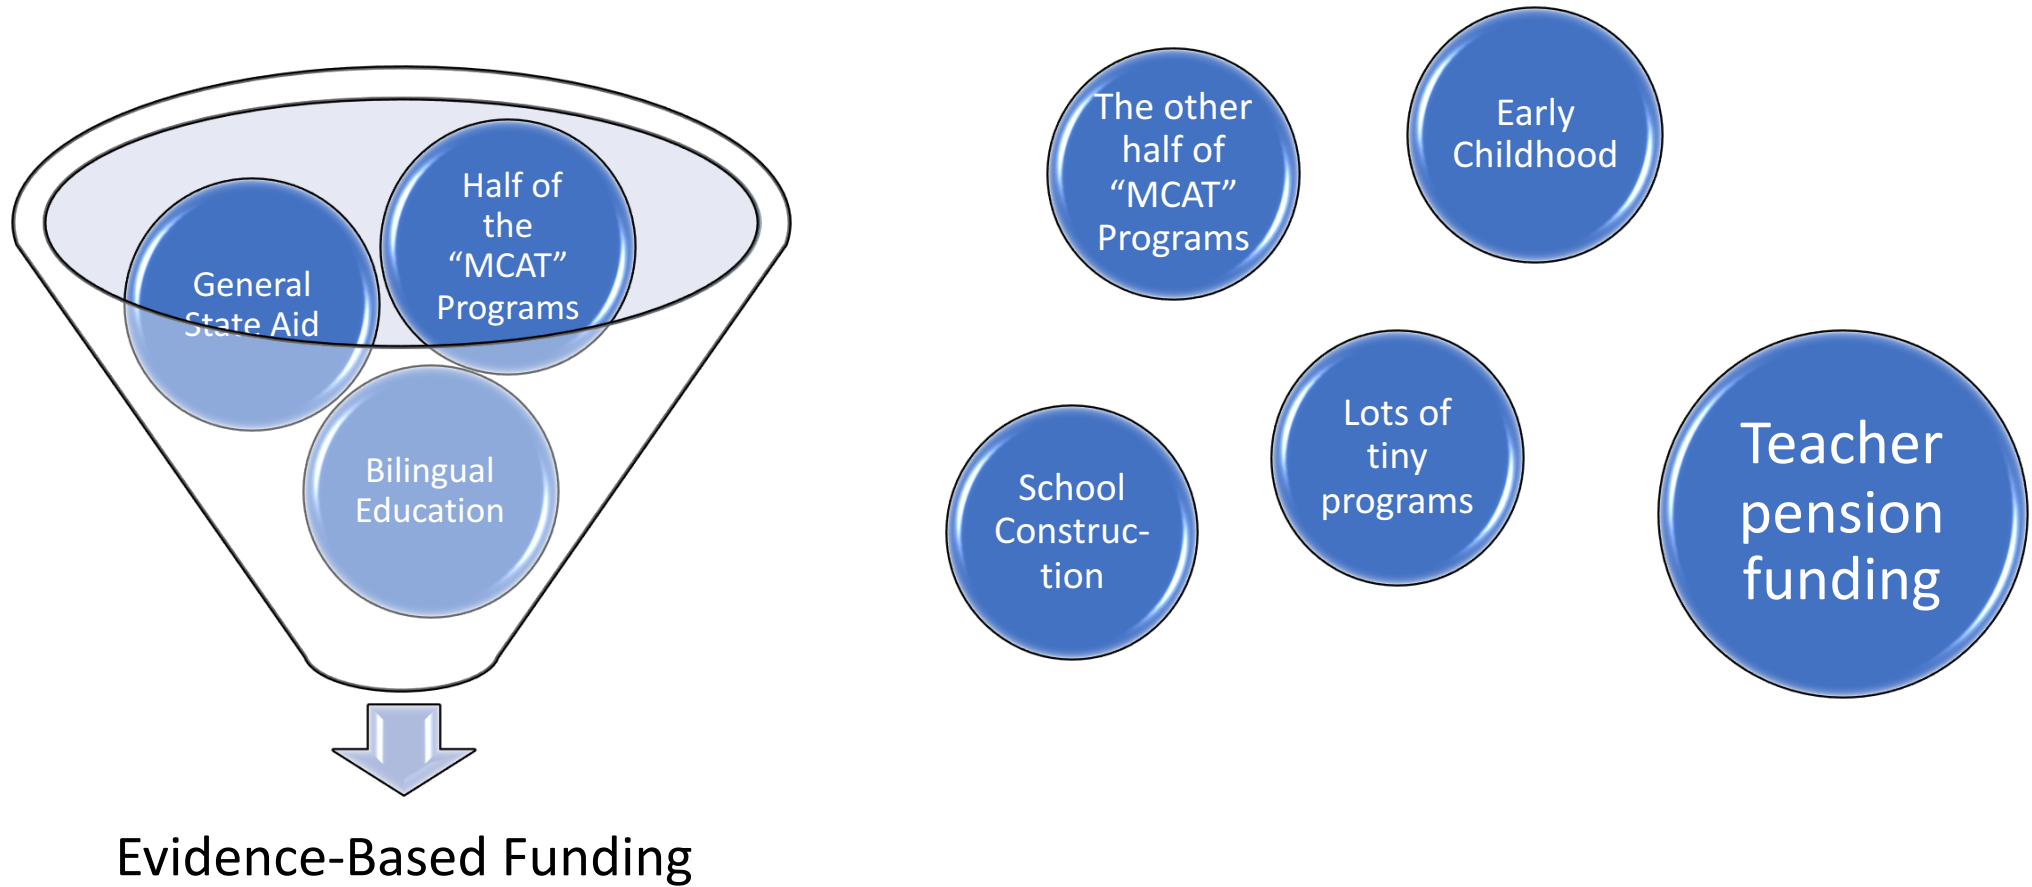 General
State Aid
Half of
the
“MCAT”
Programs
Bilingual
Education
Evidence-Based Funding
The other
half of
“MCAT”
Programs
Early
Childhood
School
Construc-
tion
Lots of
tiny
programs
Teacher
pension
funding